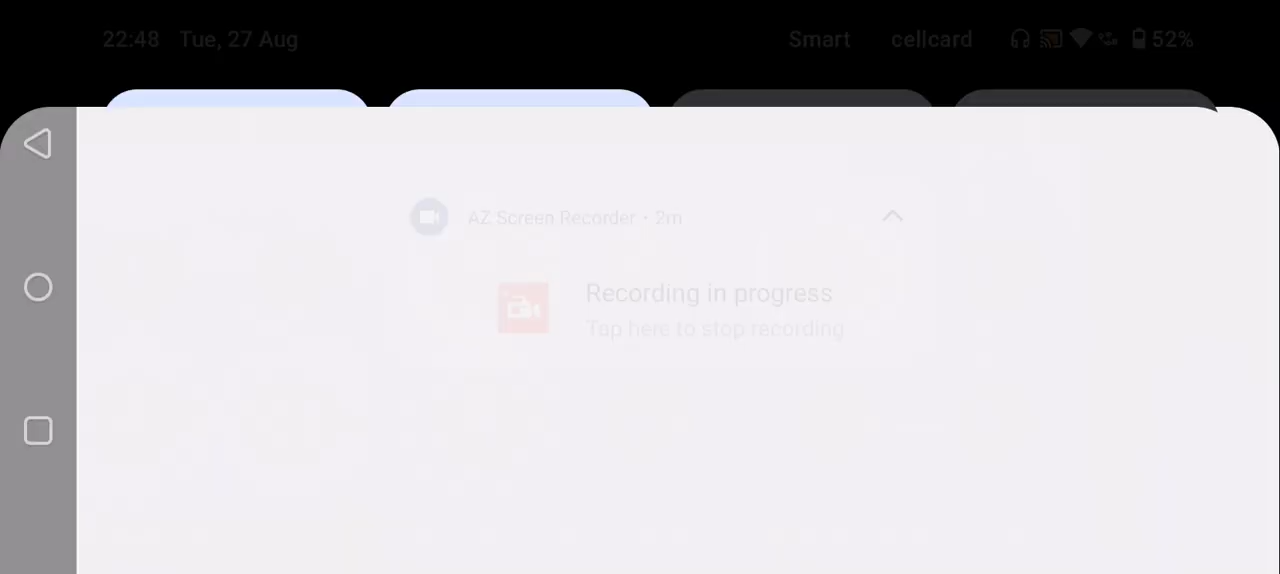 22:48 Tue, 27 Aug Smart cellcard 52%
AZ Screen Recorder • 2m
Recording in progress
Tap here to stop recording